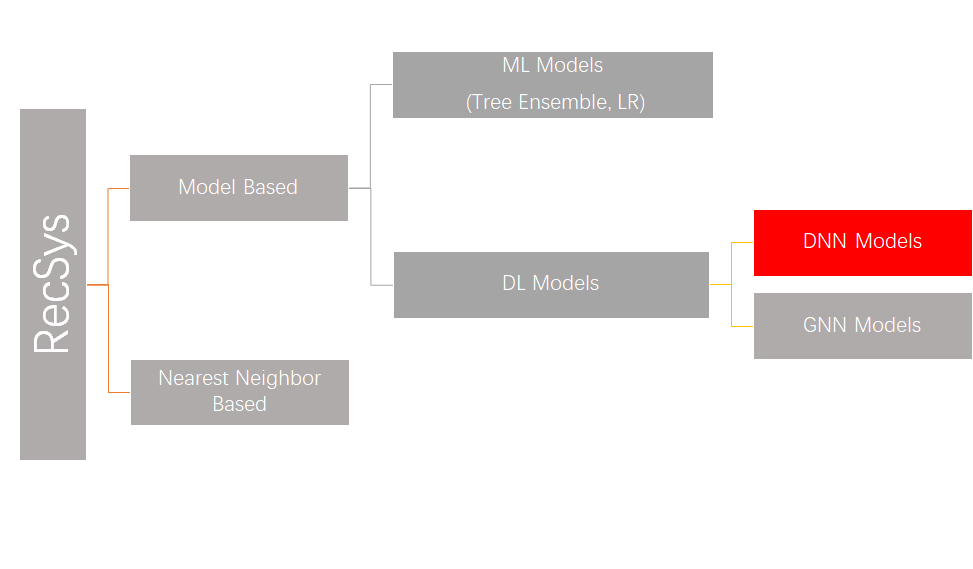 RecSys
Model Based
Nearest Neighbor
Based
ML Models
(Tree Ensemble, LR)
DL Models
DNN Models
GNN Models